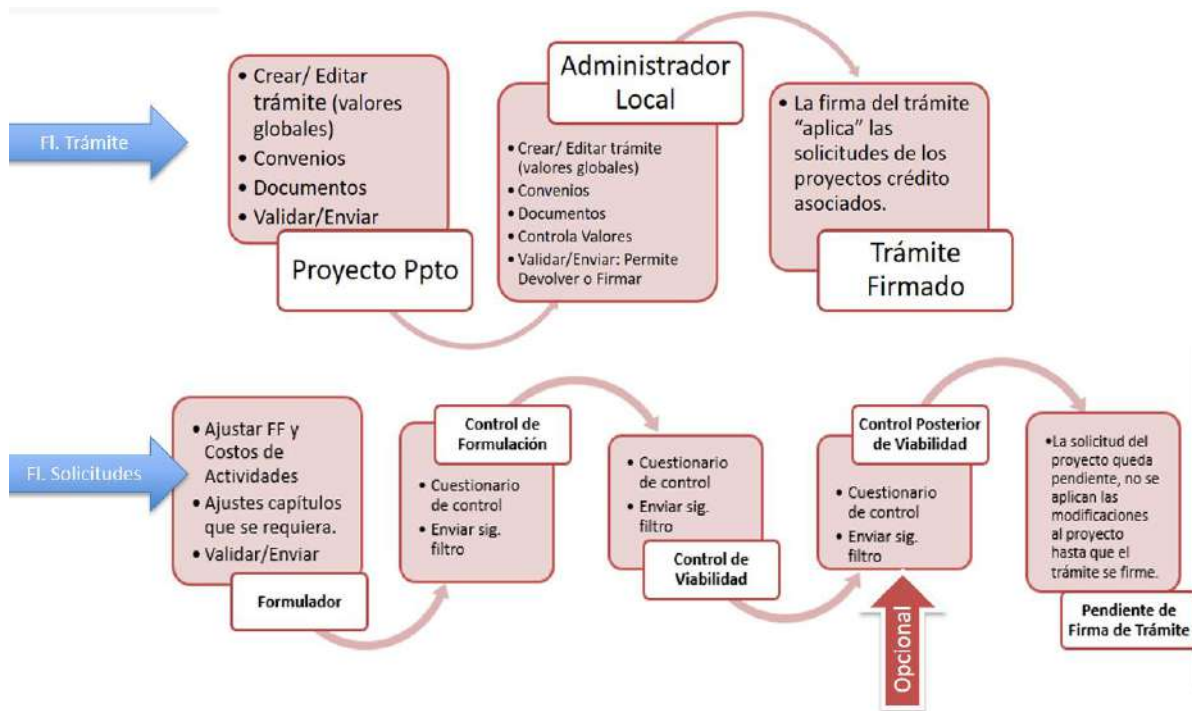 Fl. Trámite
• Crear/ Editar
trámite (valores
globales)
• Convenios
• Documentos
• Validar/Enviar
Proyecto Ppto
Administrador
Local
• Crear/ Editar trámite
(valores globales)
• Convenios
• Documentos
• Controla Valores
• Validar/Enviar: Permite
Devolver o Firmar
• La firma del trámite
“aplica” las
solicitudes de los
proyectos crédito
asociados.
Trámite
Firmado
Fl. Solicitudes
• Ajustar FF y
Costos de
Actividades
• Ajustes capítulos
que se requiera.
• Validar/Enviar
Formulador
Control de
Formulación
• Cuestionario
de control
• Enviar sig.
filtro
• Cuestionario
de control
• Enviar sig.
filtro
Control de
Viabilidad
Control Posterior
de Viabilidad
• Cuestionario
de control
• Enviar sig.
filtro
Opcional
•La solicitud del
proyecto queda
pendiente, no se
aplican las
modificaciones
al proyecto
hasta que el
trámite se firme.
Pendiente de
Firma de Trámite